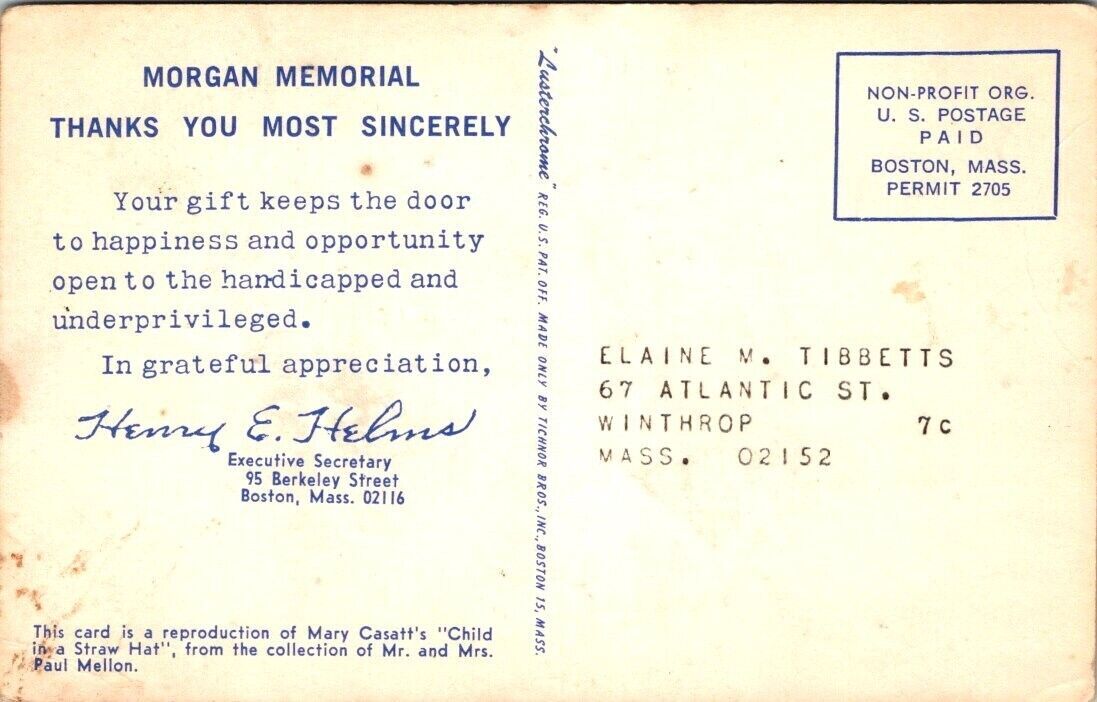 MORGAN MEMORIAL
THANKS YOU MOST SINCERELY
Your gift keeps the door
to happiness and opportunity
open to the handicapped and
underprivileged.
In grateful appreciation,
Henry E. Helms
Executive Secretary
95 Berkeley Street
Boston, Mass. 02116
This card is a reproduction of Mary Casatt's "Child
in a Straw Hat", from the collection of Mr. and Mrs.
Paul Mellon.
"Lusterchrome" REG. U.S. PAT. OFF. MADE ONLY BY TICHNOR BROS., INC., BOSTON 15, MASS.
NON-PROFIT ORG.
U. S. POSTAGE
PAID
BOSTON, MASS.
PERMIT 2705
ELAINE M. TIBBETTS
67 ATLANTIC ST.
WINTHROP 7C
MASS. 02152